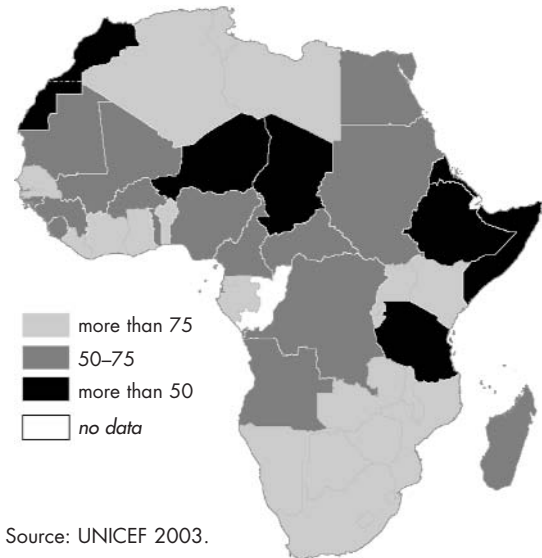 more than 75
50–75
more than 50
no data
Source: UNICEF 2003.